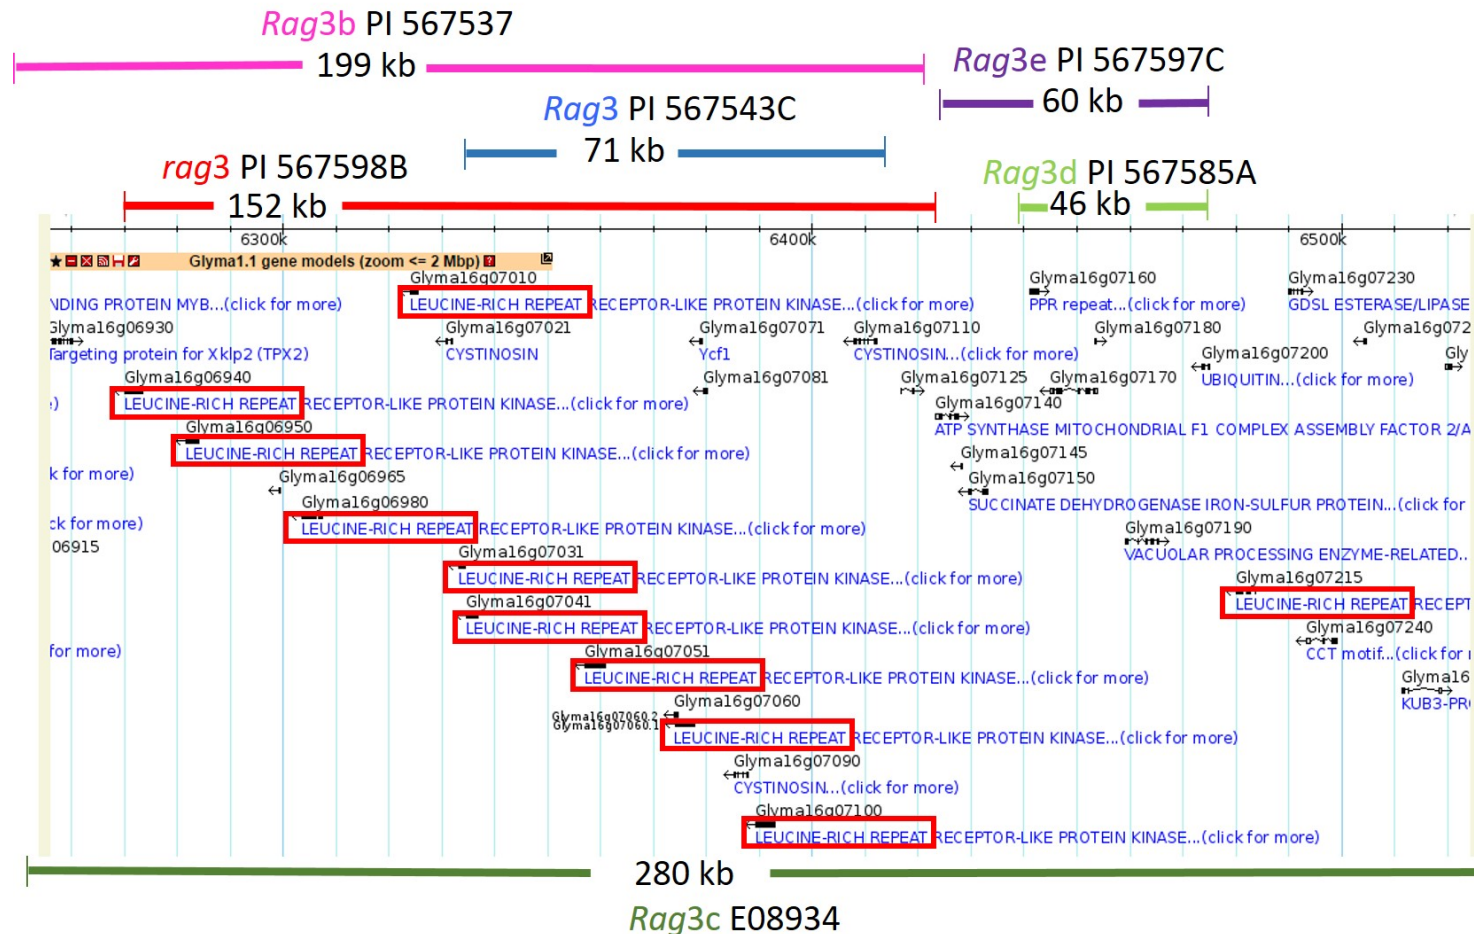 Rag3b PI 567537
199 kb
Rag3e PI 567597C
60 kb
Rag3 PI 567543C
71 kb
rag3 PI 567598B
152 kb
Rag3d PI 567585A
46 kb
6300k 6400k 6500k
Glyma1.1 gene models (zoom <= 2 Mbp)
Glyma16g07010 Glyma16g07160 Glyma16g07230
NDING PROTEIN MYB...(click for more) LEUCINE-RICH REPEAT RECEPTOR-LIKE PROTEIN KINASE...(click for more) PPR repeat...(click for more) GDSL ESTERASE/LIPASE
Glyma16g06930 Glyma16g07021 Glyma16g07071 Glyma16g07110 Glyma16g07180 Glyma16g072
Targeting protein for Xklp2 (TPX2) CYSTINOSIN Ycf1 CYSTINOSIN...(click for more) Glyma16g07200 Gly
UBIQUITIN...(click for more)
Glyma16g06940 Glyma16g07081 Glyma16g07125 Glyma16g07170
) LEUCINE-RICH REPEAT RECEPTOR-LIKE PROTEIN KINASE...(click for more) Glyma16g07140
Glyma16g06950 ATP SYNTHASE MITOCHONDRIAL F1 COMPLEX ASSEMBLY FACTOR 2/A
LEUCINE-RICH REPEAT RECEPTOR-LIKE PROTEIN KINASE...(click for more) Glyma16g07145
k for more) Glyma16g06965 Glyma16g07150
Glyma16g06980 SUCCINATE DEHYDROGENASE IRON-SULFUR PROTEIN...(click for
ck for more) LEUCINE-RICH REPEAT RECEPTOR-LIKE PROTEIN KINASE...(click for more) Glyma16g07190
06915 Glyma16g07031 VACUOLAR PROCESSING ENZYME-RELATED..
LEUCINE-RICH REPEAT RECEPTOR-LIKE PROTEIN KINASE...(click for more) Glyma16g07215
Glyma16g07041 LEUCINE-RICH REPEAT RECEPT
LEUCINE-RICH REPEAT RECEPTOR-LIKE PROTEIN KINASE...(click for more) Glyma16g07240
for more) Glyma16g07051 CCT motif...(click for
LEUCINE-RICH REPEAT RECEPTOR-LIKE PROTEIN KINASE...(click for more) Glyma16
Glyma16g07060 KUB3-PR
Glyma16g07060.2
Glyma16g07060.1
LEUCINE-RICH REPEAT RECEPTOR-LIKE PROTEIN KINASE...(click for more)
Glyma16g07090
CYSTINOSIN...(click for more)
Glyma16g07100
LEUCINE-RICH REPEAT RECEPTOR-LIKE PROTEIN KINASE...(click for more)
280 kb
Rag3c E08934